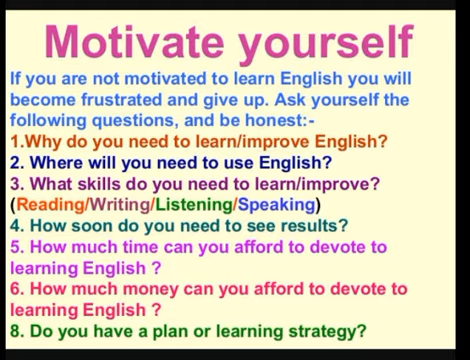 Motivate yourself
If you are not motivated to learn English you will
become frustrated and give up. Ask yourself the
following questions, and be honest:-
1.Why do you need to learn/improve English?
2. Where will you need to use English?
3. What skills do you need to learn/improve?
(Reading/Writing/Listening/Speaking)
4. How soon do you need to see results?
5. How much time can you afford to devote to
learning English ?
6. How much money can you afford to devote to
learning English ?
8. Do you have a plan or learning strategy?